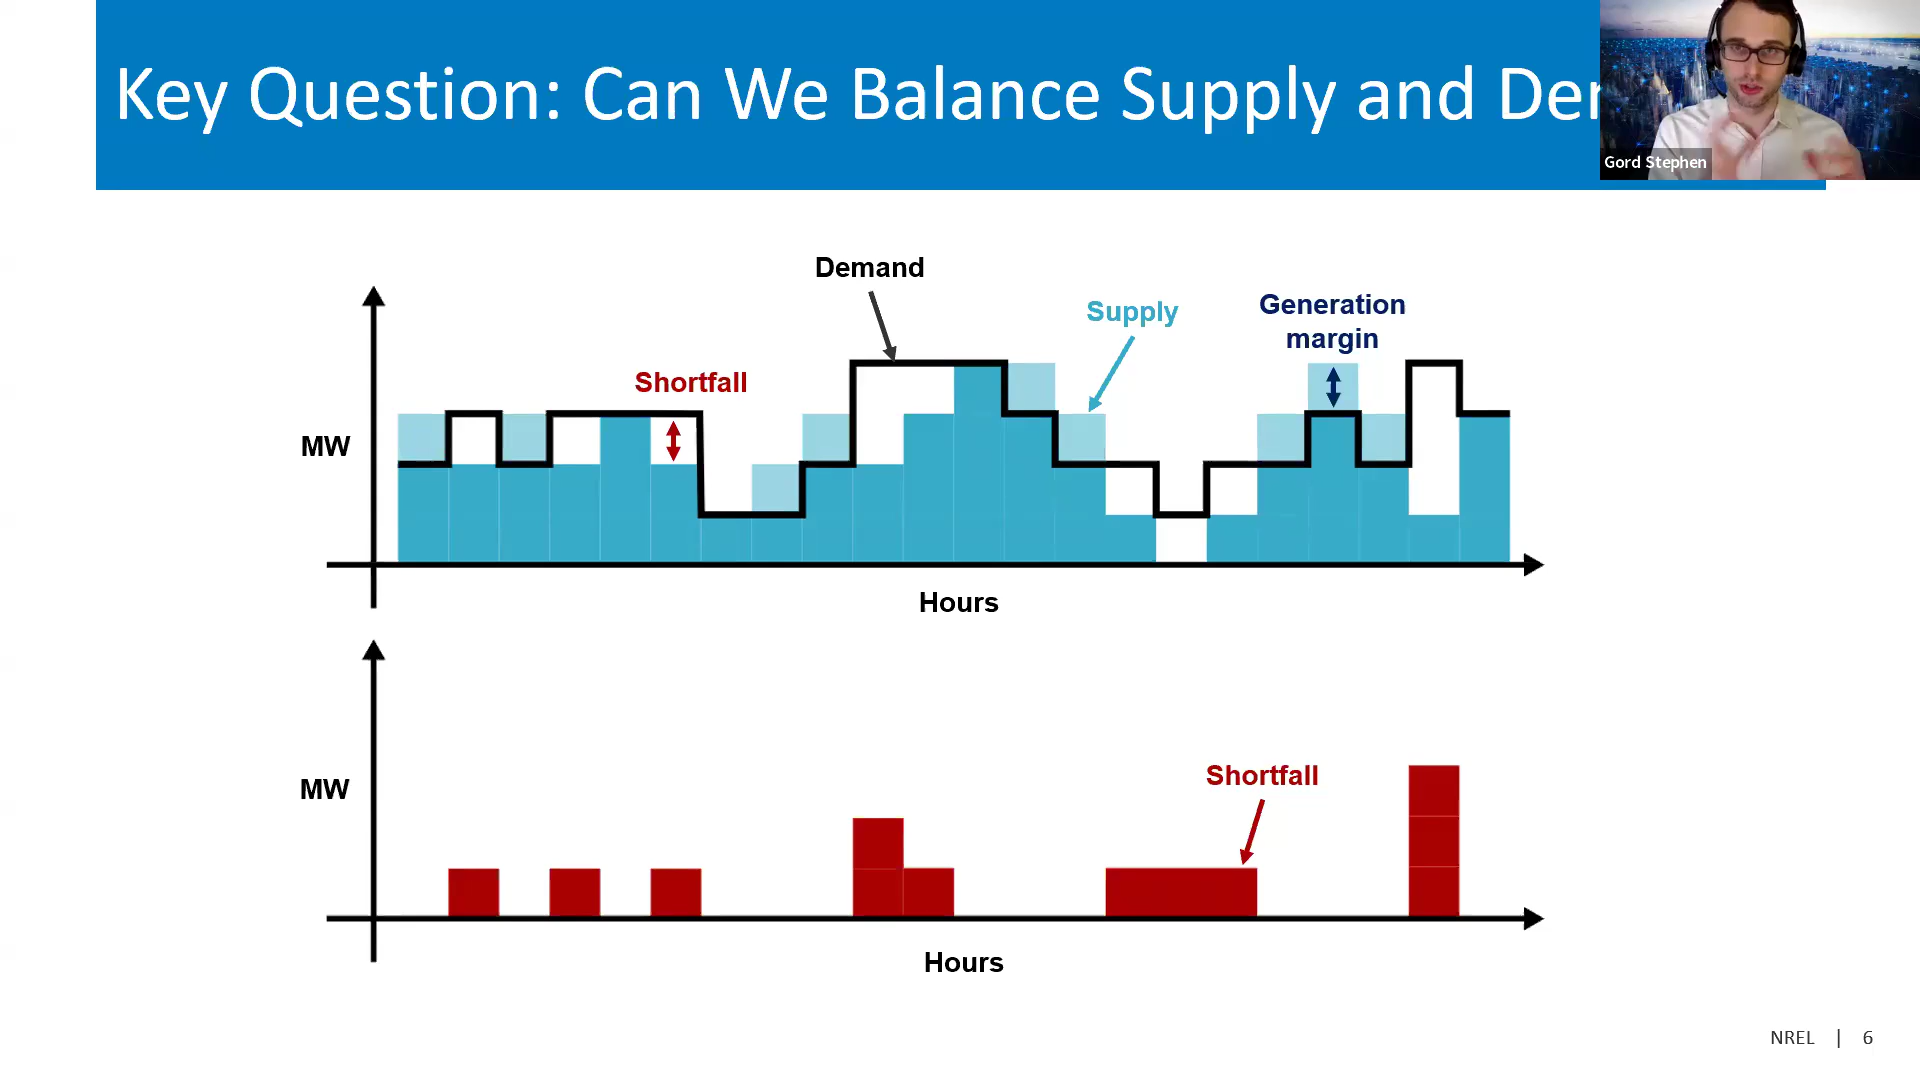 Key Question: Can We Balance Supply and De
Gord Stephen
Demand
Supply
Generation
margin
Shortfall
MW
Hours
Shortfall
MW
Hours
NREL | 6